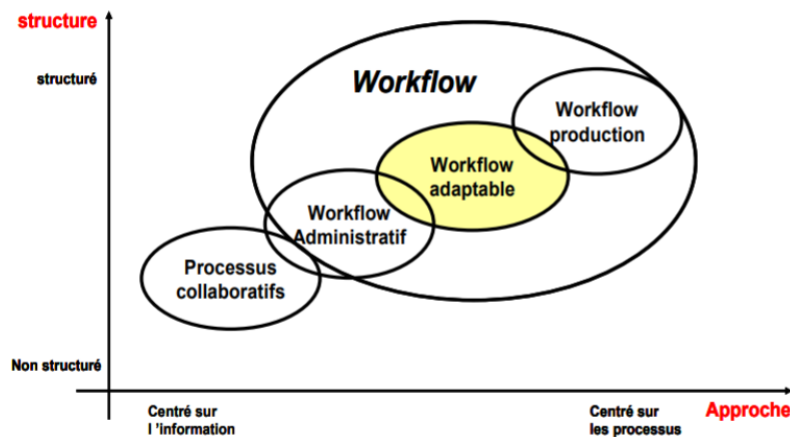 structure
structuré
Workflow
Workflow
production
Workflow
adaptable
Workflow
Administratif
Processus
collaboratifs
Non structuré
Centré sur
l 'information
Centré sur
les processus
Approche